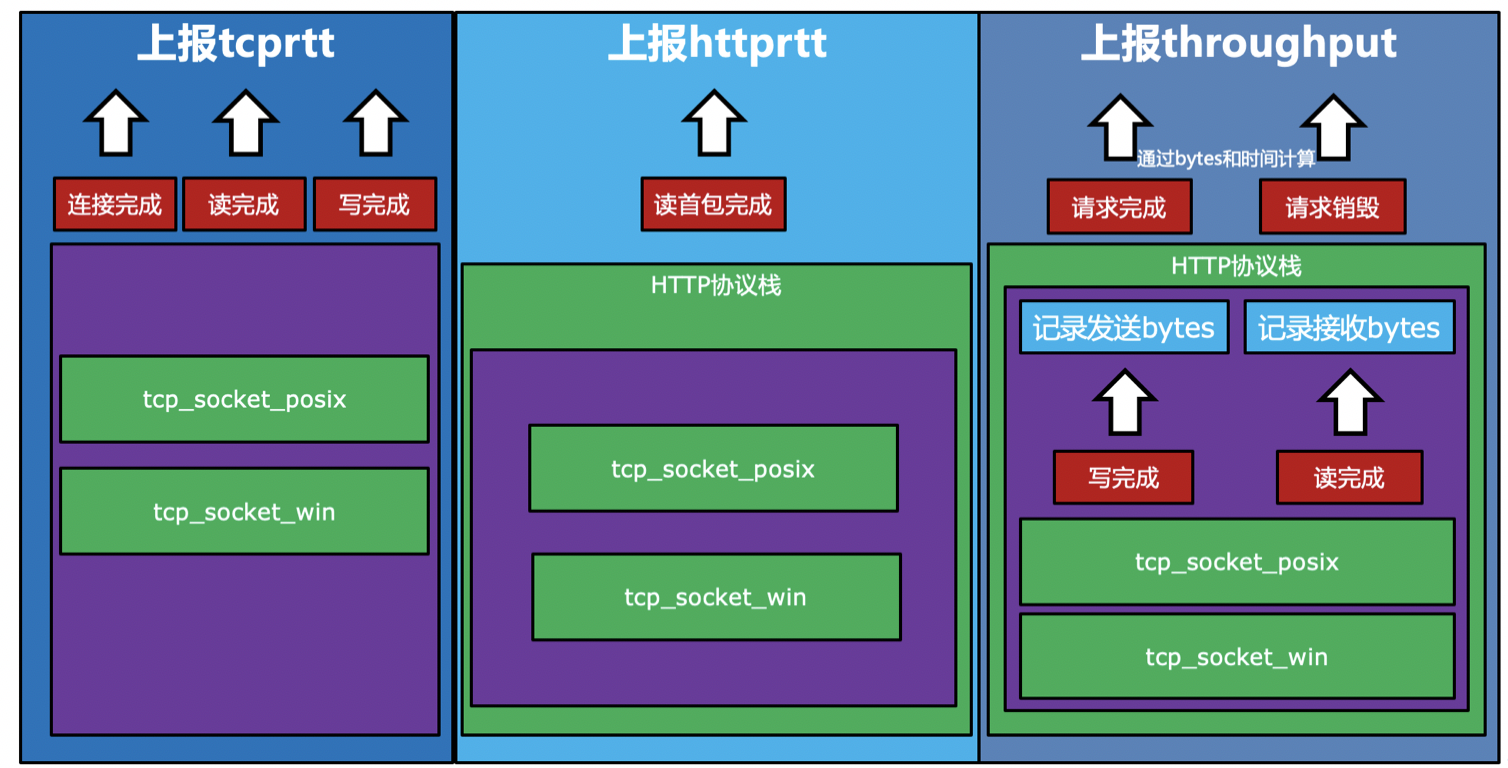 上报tcprtt
连接完成
读完成
写完成
tcp_socket_posix
tcp_socket_win
上报httprtt
读首包完成
HTTP协议栈
tcp_socket_posix
tcp_socket_win
上报throughput
通过bytes和时间计算
请求完成
请求销毁
HTTP协议栈
记录发送bytes
记录接收bytes
写完成
读完成
tcp_socket_posix
tcp_socket_win